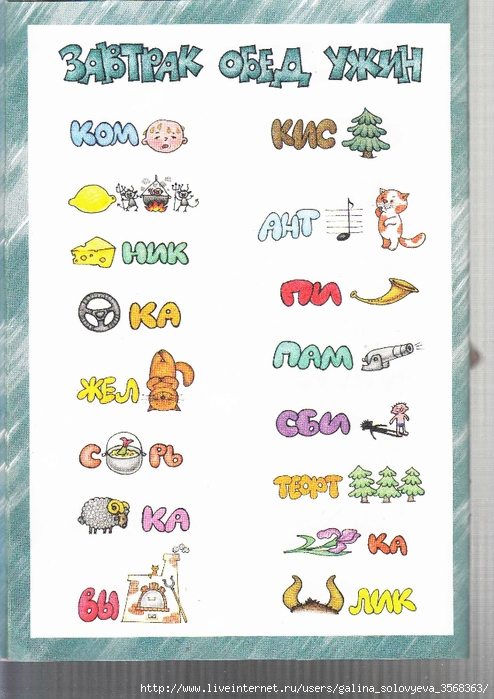 ЗАВТРАК ОБЕД УЖИН
КОМ
НИК
КА
ЖЕЛ
С РЬ
КА
ВЫ
КИС
АНТ
ПИ
ПАМ
СБИ
ТЕОРТ
КА
ЛИК
http://www.liveinternet.ru/users/galina_solovyeva_3568363/